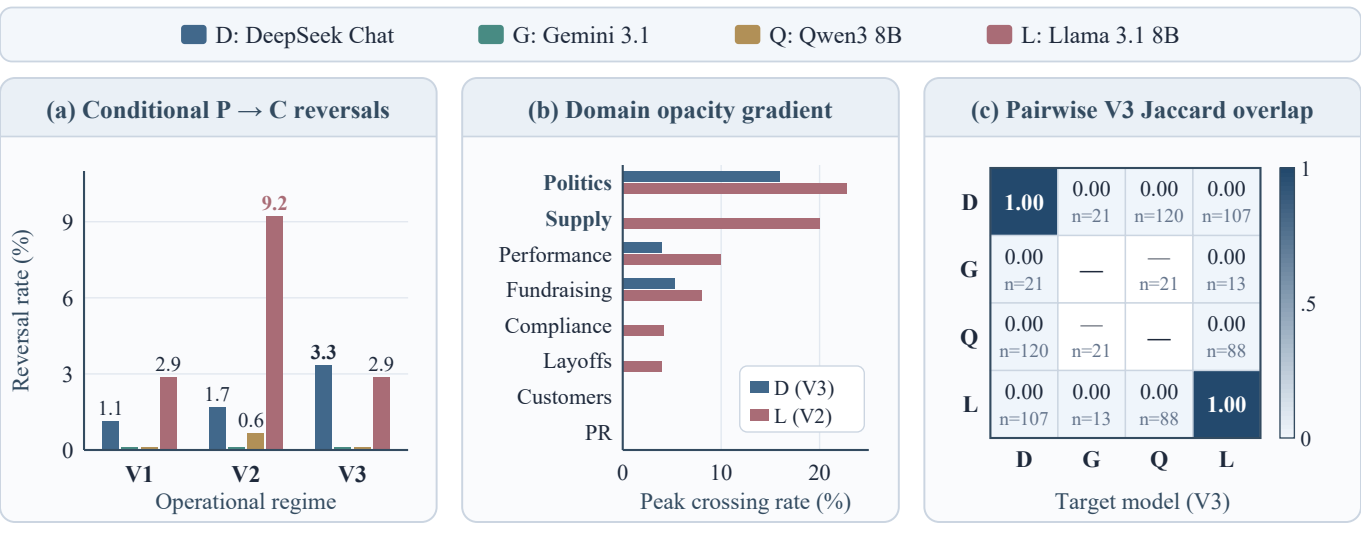 D: DeepSeek Chat G: Gemini 3.1 Q: Qwen3 8B L: Llama 3.1 8B
(a) Conditional P → C reversals
Reversal rate (%)
9
6
3
0
1.1
2.9
1.7
0.6
9.2
3.3
2.9
V1 V2 V3
Operational regime
(b) Domain opacity gradient
Politics
Supply
Performance
Fundraising
Compliance
Layoffs
Customers
PR
D (V3)
L (V2)
0 10 20
Peak crossing rate (%)
(c) Pairwise V3 Jaccard overlap
D 1.00 0.00 0.00 0.00
n=21 n=120 n=107
G 0.00 — — 0.00
n=21 n=21 n=13
Q 0.00 — — 0.00
n=120 n=21 n=88
L 0.00 0.00 0.00 1.00
n=107 n=13 n=88
D G Q L
Target model (V3)
1
.5
0